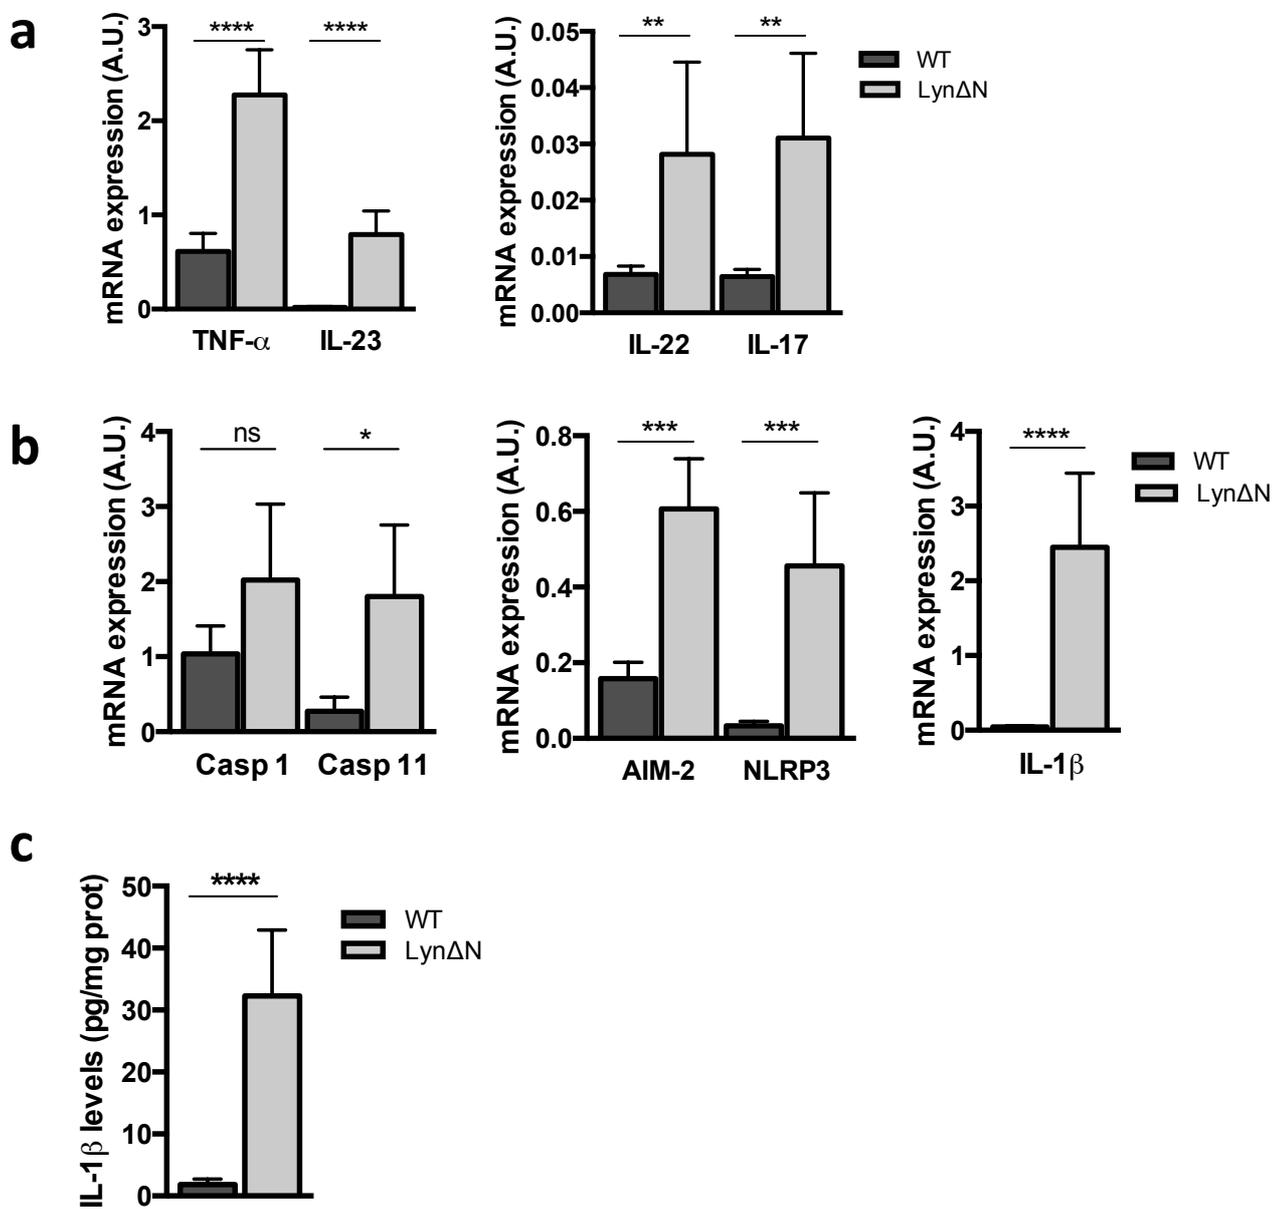 a
mRNA expression (A.U.)
3
2
1
0
**** ****
TNF-α IL-23
mRNA expression (A.U.)
0.05
0.04
0.03
0.02
0.01
0.00
** **
IL-22 IL-17
WT
LynΔN
b
mRNA expression (A.U.)
4
3
2
1
0
ns *
Casp 1 Casp 11
mRNA expression (A.U.)
0.8
0.6
0.4
0.2
0.0
*** ***
AIM-2 NLRP3
mRNA expression (A.U.)
4
3
2
1
0
****
IL-1β
WT
LynΔN
c
IL-1β levels (pg/mg prot)
50
40
30
20
10
0
****
WT
LynΔN